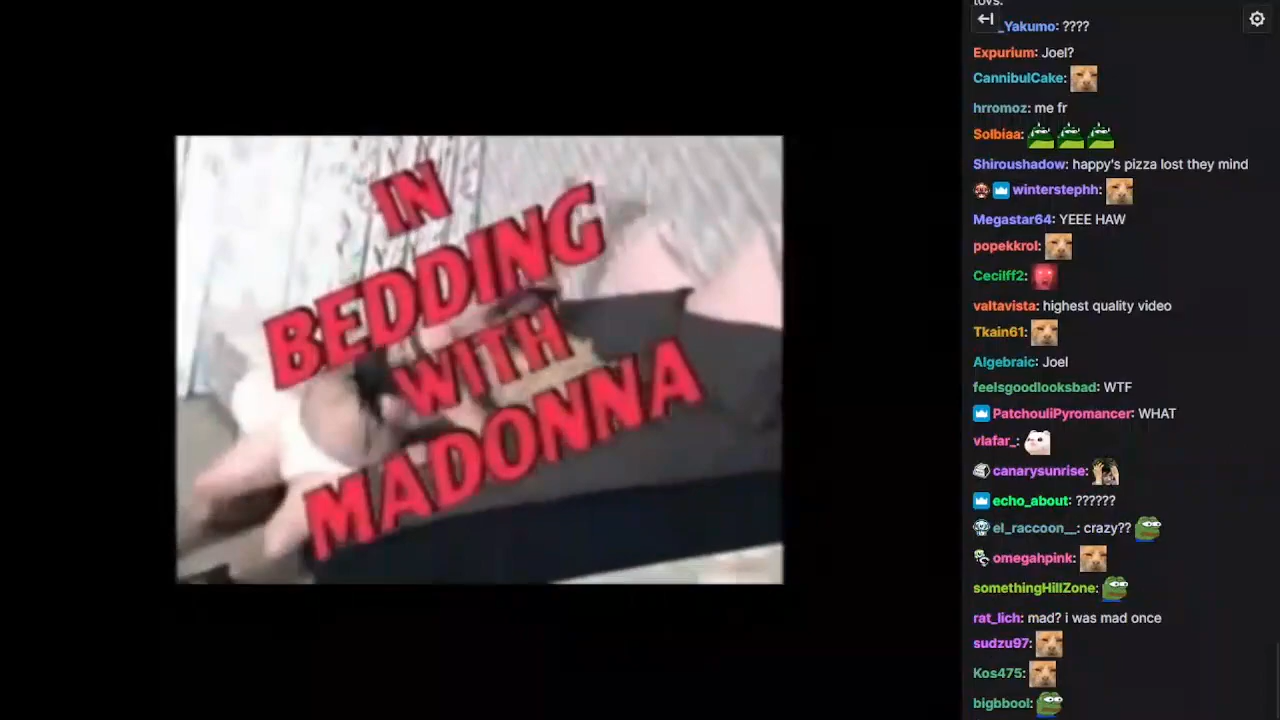 IN
BEDDING
WITH
MADONNA
toys.
_Yakumo: ????
Expurium: Joel?
CannibulCake:
hrromoz: me fr
Solbiaa:
Shiroushadow: happy's pizza lost they mind
winterstephh:
Megastar64: YEEE HAW
popekkrol:
Cecilff2:
valtavista: highest quality video
Tkain61:
Algebraic: Joel
feelsgoodlooksbad: WTF
PatchouliPyromancer: WHAT
vlafar_:
canarysunrise:
echo_about: ??????
el_raccoon__: crazy??
omegahpink:
somethingHillZone:
rat_lich: mad? i was mad once
sudzu97:
Kos475:
bigbbool: